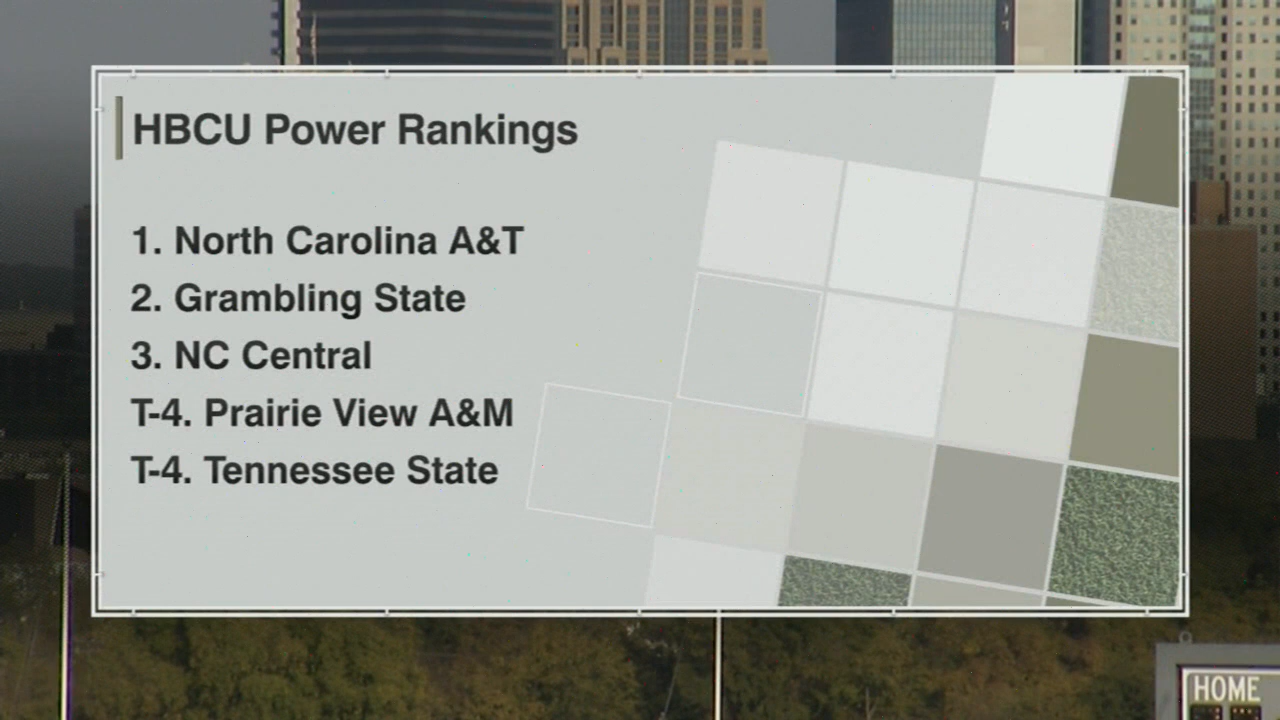 HBCU Power Rankings
1. North Carolina A&T
2. Grambling State
3. NC Central
T-4. Prairie View A&M
T-4. Tennessee State
HOME